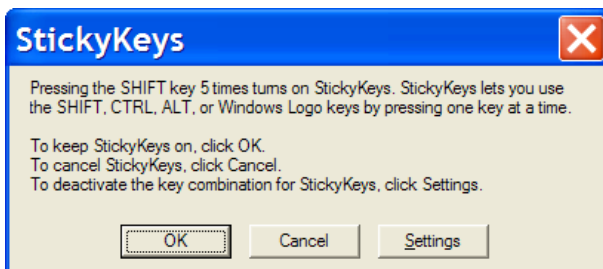 StickyKeys
Pressing the SHIFT key 5 times turns on StickyKeys. StickyKeys lets you use
the SHIFT, CTRL, ALT, or Windows Logo keys by pressing one key at a time.
To keep StickyKeys on, click OK.
To cancel StickyKeys, click Cancel.
To deactivate the key combination for StickyKeys, click Settings.
OK Cancel Settings